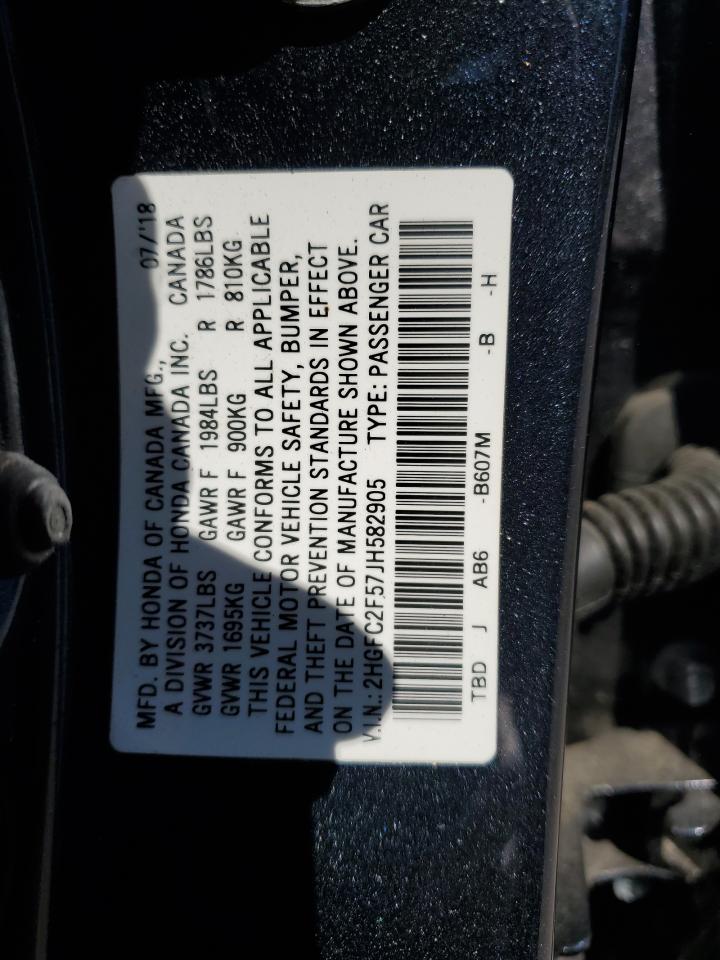 MFD. BY HONDA OF CANADA MFG., 07/'18
A DIVISION OF HONDA CANADA INC. CANADA
GVWR 3737LBS GAWR F 1984LBS R 1786LBS
GVWR 1695KG GAWR F 900KG R 810KG
THIS VEHICLE CONFORMS TO ALL APPLICABLE
FEDERAL MOTOR VEHICLE SAFETY, BUMPER,
AND THEFT PREVENTION STANDARDS IN EFFECT
ON THE DATE OF MANUFACTURE SHOWN ABOVE.
V.I.N.: 2HGFC2F57JH582905 TYPE: PASSENGER CAR
TBD J AB6 -B607M -B -H